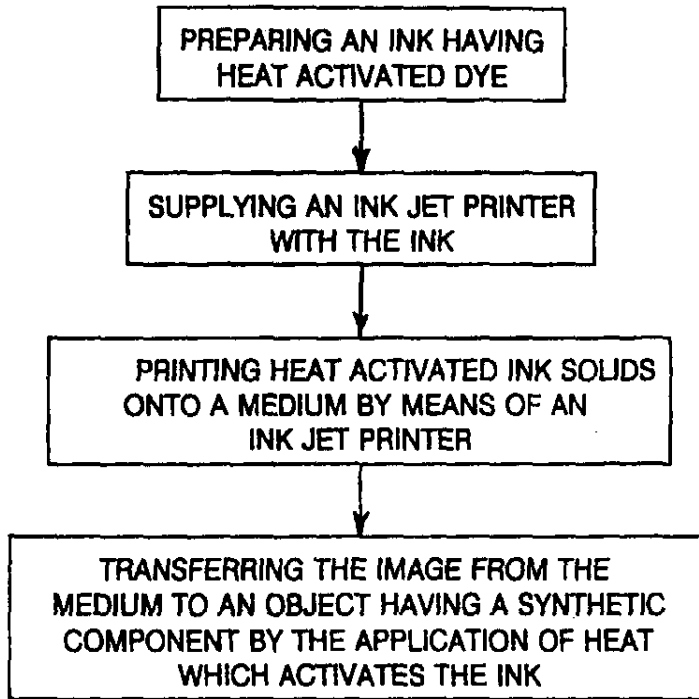 PREPARING AN INK HAVING
HEAT ACTIVATED DYE
SUPPLYING AN INK JET PRINTER
WITH THE INK
PRINTING HEAT ACTIVATED INK SOLIDS
ONTO A MEDIUM BY MEANS OF AN
INK JET PRINTER
TRANSFERRING THE IMAGE FROM THE
MEDIUM TO AN OBJECT HAVING A SYNTHETIC
COMPONENT BY THE APPLICATION OF HEAT
WHICH ACTIVATES THE INK